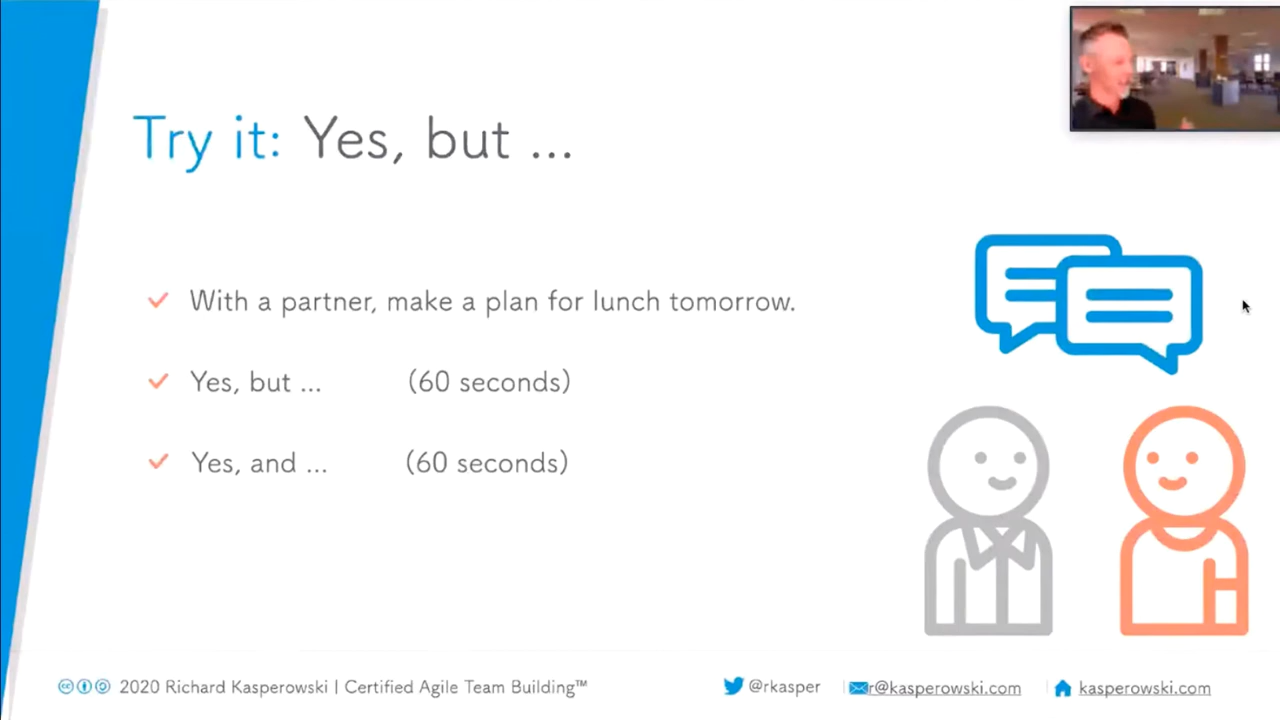 Try it: Yes, but ...
With a partner, make a plan for lunch tomorrow.
Yes, but ... (60 seconds)
Yes, and ... (60 seconds)
2020 Richard Kasperowski | Certified Agile Team Building™ @rkasper r@kasperowski.com kasperowski.com